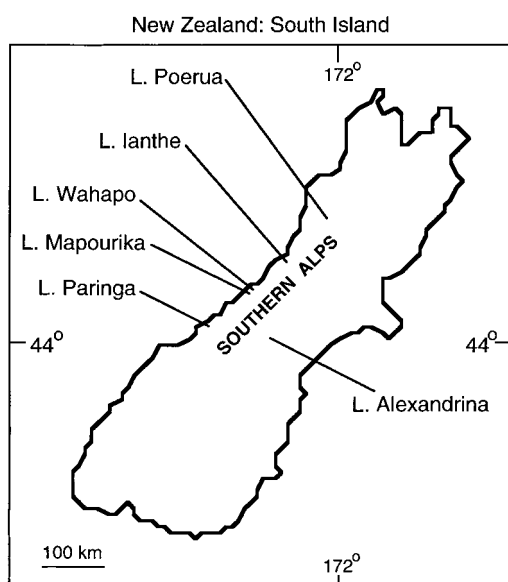 New Zealand: South Island
172°
L. Poerua
L. Ianthe
L. Wahapo
L. Mapourika
L. Paringa
SOUTHERN ALPS
44°
44°
L. Alexandrina
100 km
172°